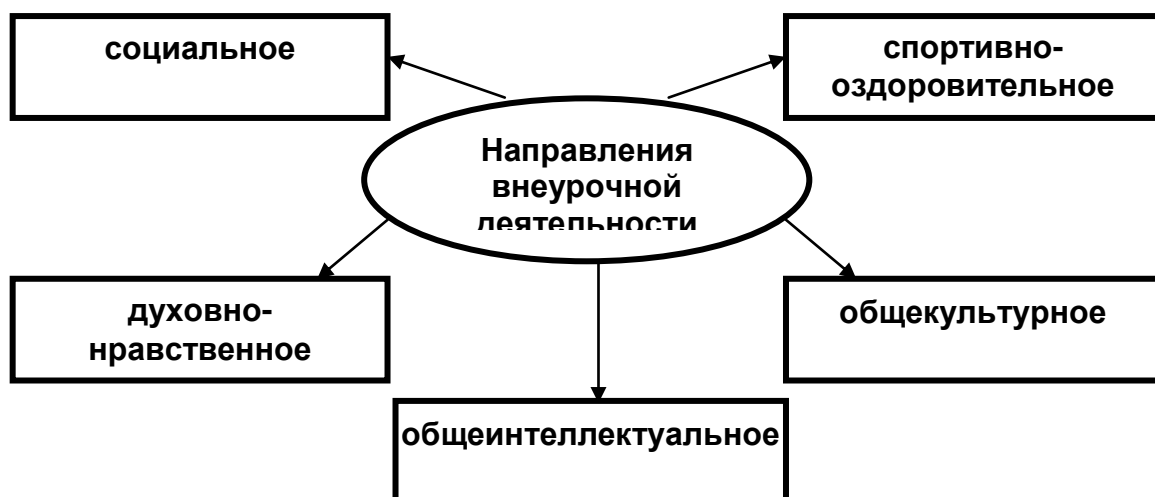 социальное
спортивно-
оздоровительное
Направления
внеурочной
деятельности
духовно-
нравственное
общекультурное
общеинтеллектуальное